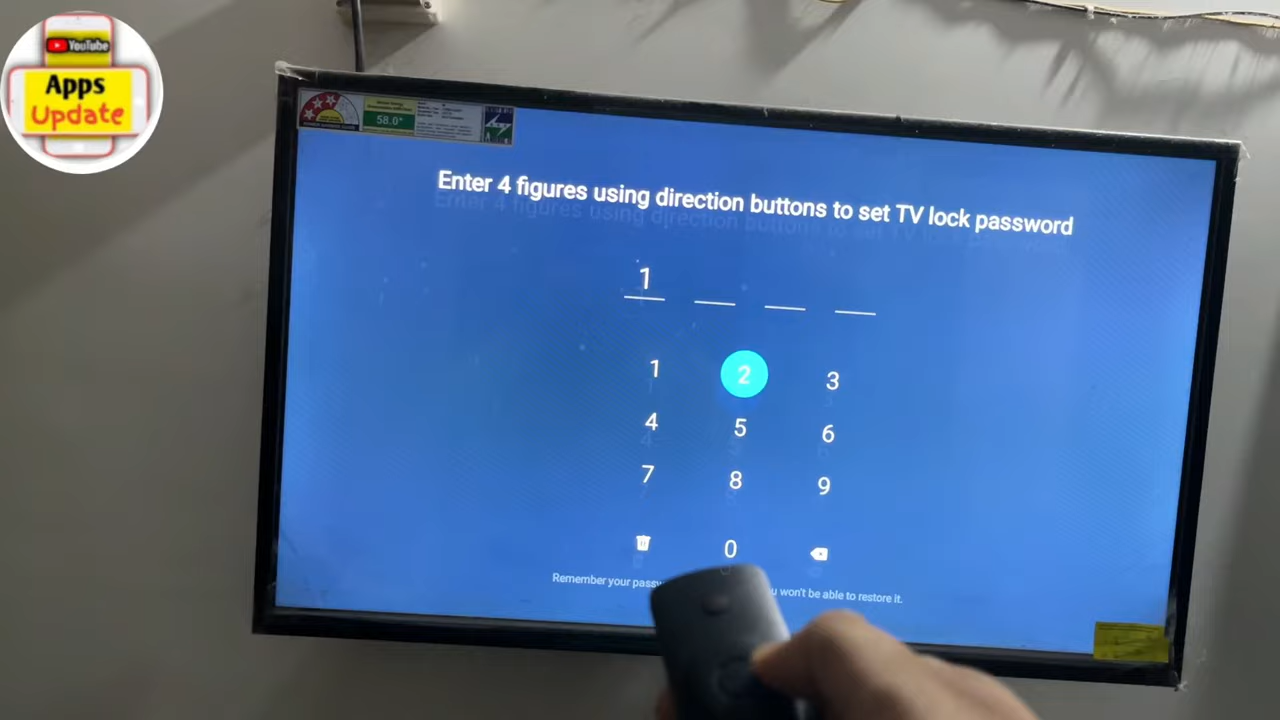 YouTube
Apps
Update
58.0*
Enter 4 figures using direction buttons to set TV lock password
1
1 2 3
4 5 6
7 8 9
0
Remember your
won't be able to restore it.